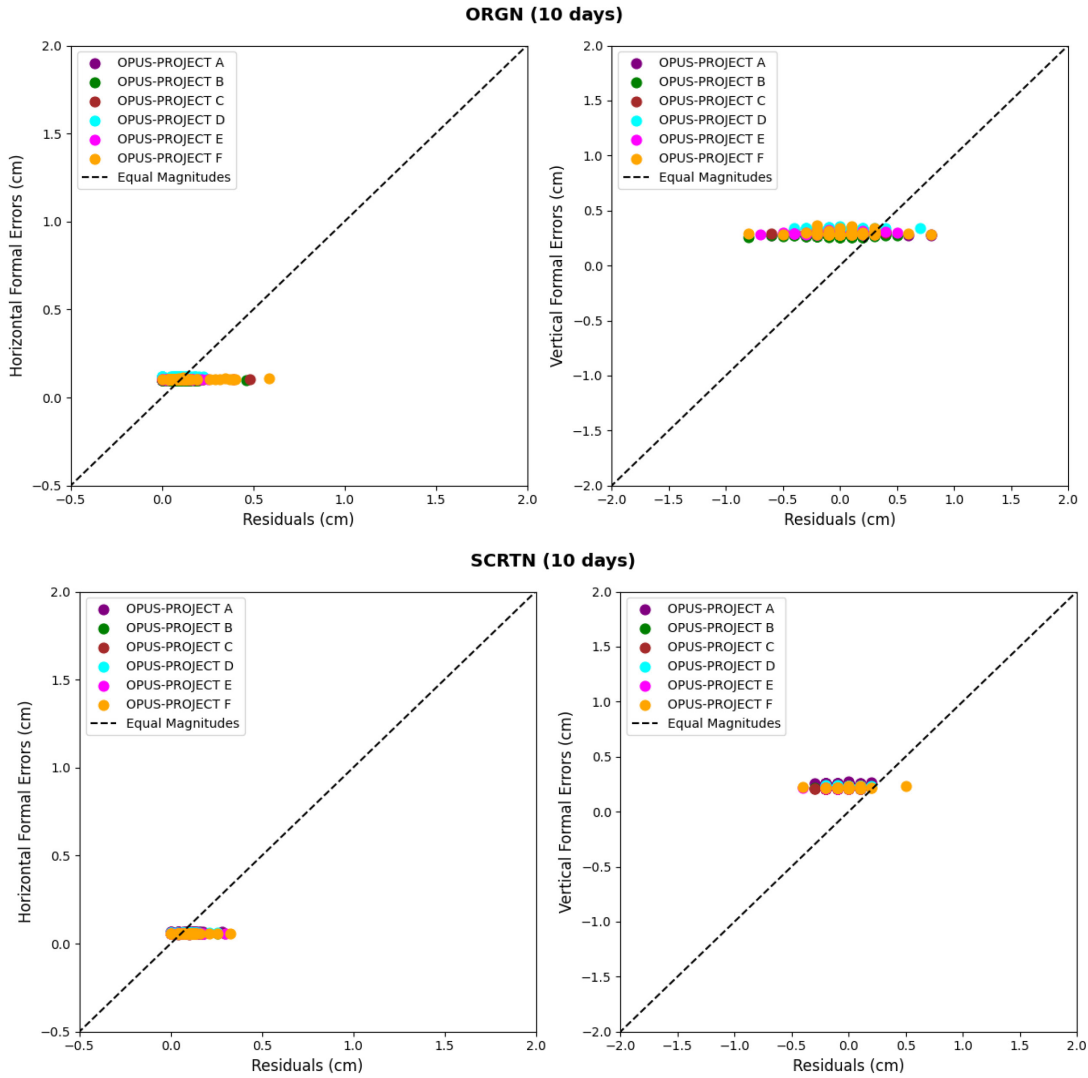 ORGN (10 days)
2.0
1.5
1.0
0.5
0.0
−0.5
Horizontal Formal Errors (cm)
OPUS-PROJECT A
OPUS-PROJECT B
OPUS-PROJECT C
OPUS-PROJECT D
OPUS-PROJECT E
OPUS-PROJECT F
Equal Magnitudes
−0.5 0.0 0.5 1.0 1.5 2.0
Residuals (cm)
2.0
1.5
1.0
0.5
0.0
−0.5
−1.0
−1.5
−2.0
Vertical Formal Errors (cm)
OPUS-PROJECT A
OPUS-PROJECT B
OPUS-PROJECT C
OPUS-PROJECT D
OPUS-PROJECT E
OPUS-PROJECT F
Equal Magnitudes
−2.0 −1.5 −1.0 −0.5 0.0 0.5 1.0 1.5 2.0
Residuals (cm)
SCRTN (10 days)
2.0
1.5
1.0
0.5
0.0
−0.5
Horizontal Formal Errors (cm)
OPUS-PROJECT A
OPUS-PROJECT B
OPUS-PROJECT C
OPUS-PROJECT D
OPUS-PROJECT E
OPUS-PROJECT F
Equal Magnitudes
−0.5 0.0 0.5 1.0 1.5 2.0
Residuals (cm)
2.0
1.5
1.0
0.5
0.0
−0.5
−1.0
−1.5
−2.0
Vertical Formal Errors (cm)
OPUS-PROJECT A
OPUS-PROJECT B
OPUS-PROJECT C
OPUS-PROJECT D
OPUS-PROJECT E
OPUS-PROJECT F
Equal Magnitudes
−2.0 −1.5 −1.0 −0.5 0.0 0.5 1.0 1.5 2.0
Residuals (cm)